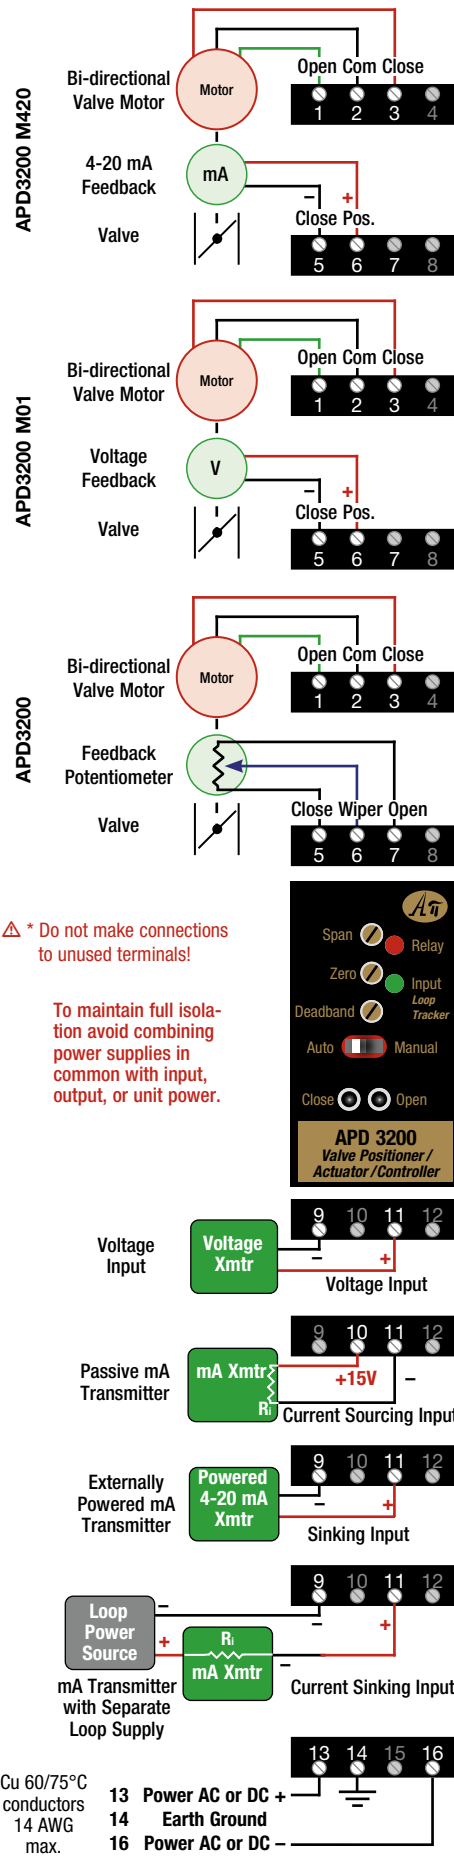 APD3200 M420
Bi-directional
Valve Motor
Motor
Open Com Close
1 2 3 4
4-20 mA
Feedback
mA
– +
Close Pos.
Valve
5 6 7 8
APD3200 M01
Bi-directional
Valve Motor
Motor
Open Com Close
1 2 3 4
Voltage
Feedback
V
– +
Close Pos.
Valve
5 6 7 8
APD3200
Bi-directional
Valve Motor
Motor
Open Com Close
1 2 3 4
Feedback
Potentiometer
Close Wiper Open
Valve
5 6 7 8
⚠ * Do not make connections
to unused terminals!
To maintain full isola-
tion avoid combining
power supplies in
common with input,
output, or unit power.
Span
Relay
Zero
Input
Loop
Tracker
Deadband
Auto Manual
Close Open
APD 3200
Valve Positioner /
Actuator / Controller
9 10 11 12
Voltage
Input
Voltage
Xmtr
– +
Voltage Input
9 10 11 12
Passive mA
Transmitter
mA Xmtr
Ri
+15V –
Current Sourcing Input
9 10 11 12
Externally
Powered mA
Transmitter
Powered
4-20 mA
Xmtr
– +
Sinking Input
9 10 11 12
Loop
Power
Source
–
+
Ri
mA Xmtr
–
– +
mA Transmitter
with Separate
Loop Supply
Current Sinking Input
13 14 15 16
Cu 60/75°C
conductors
14 AWG
max.
13 Power AC or DC +
14 Earth Ground
16 Power AC or DC –